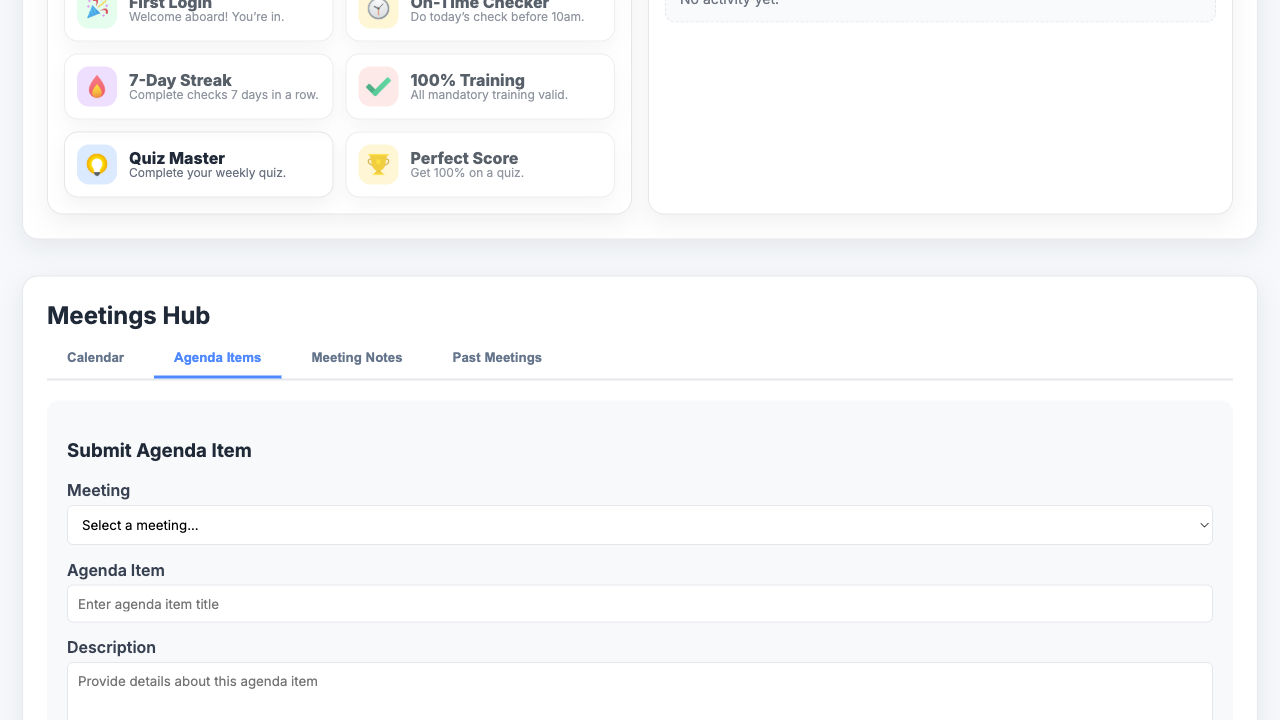 First Login
Welcome aboard! You're in.
On-Time Checker
Do today's check before 10am.
No activity yet.
7-Day Streak
Complete checks 7 days in a row.
100% Training
All mandatory training valid.
Quiz Master
Complete your weekly quiz.
Perfect Score
Get 100% on a quiz.
Meetings Hub
Calendar
Agenda Items
Meeting Notes
Past Meetings
Submit Agenda Item
Meeting
Select a meeting...
Agenda Item
Enter agenda item title
Description
Provide details about this agenda item